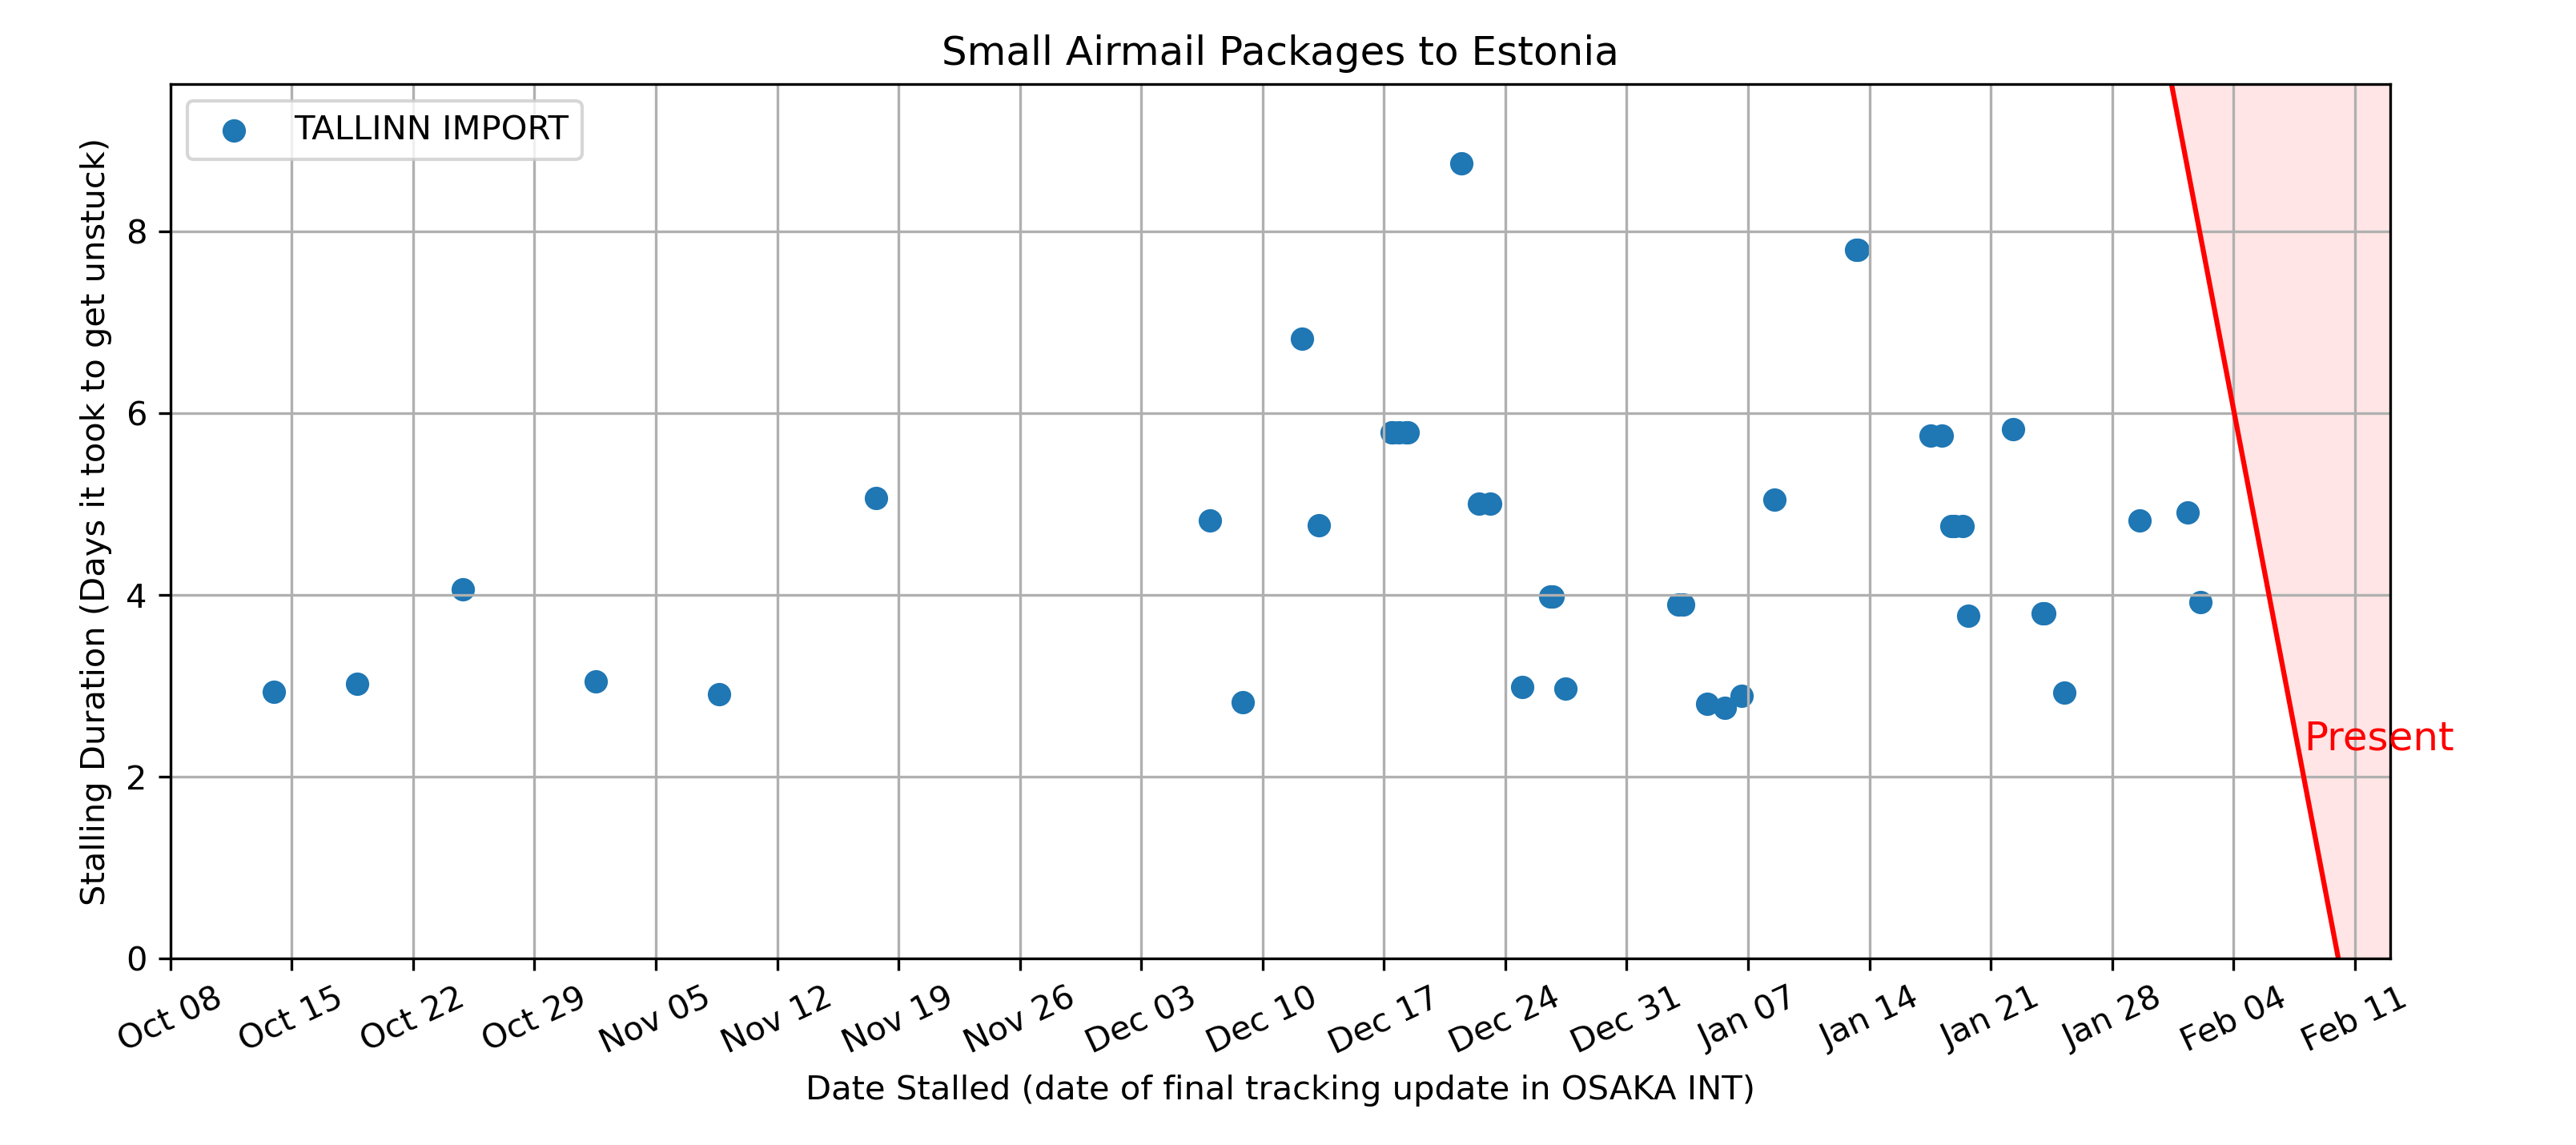 Small Airmail Packages to Estonia
TALLINN IMPORT
Stalling Duration (Days it took to get unstuck)
8
6
4
2
0
Present
Oct 08
Oct 15
Oct 22
Oct 29
Nov 05
Nov 12
Nov 19
Nov 26
Dec 03
Dec 10
Dec 17
Dec 24
Dec 31
Jan 07
Jan 14
Jan 21
Jan 28
Feb 04
Feb 11
Date Stalled (date of final tracking update in OSAKA INT)